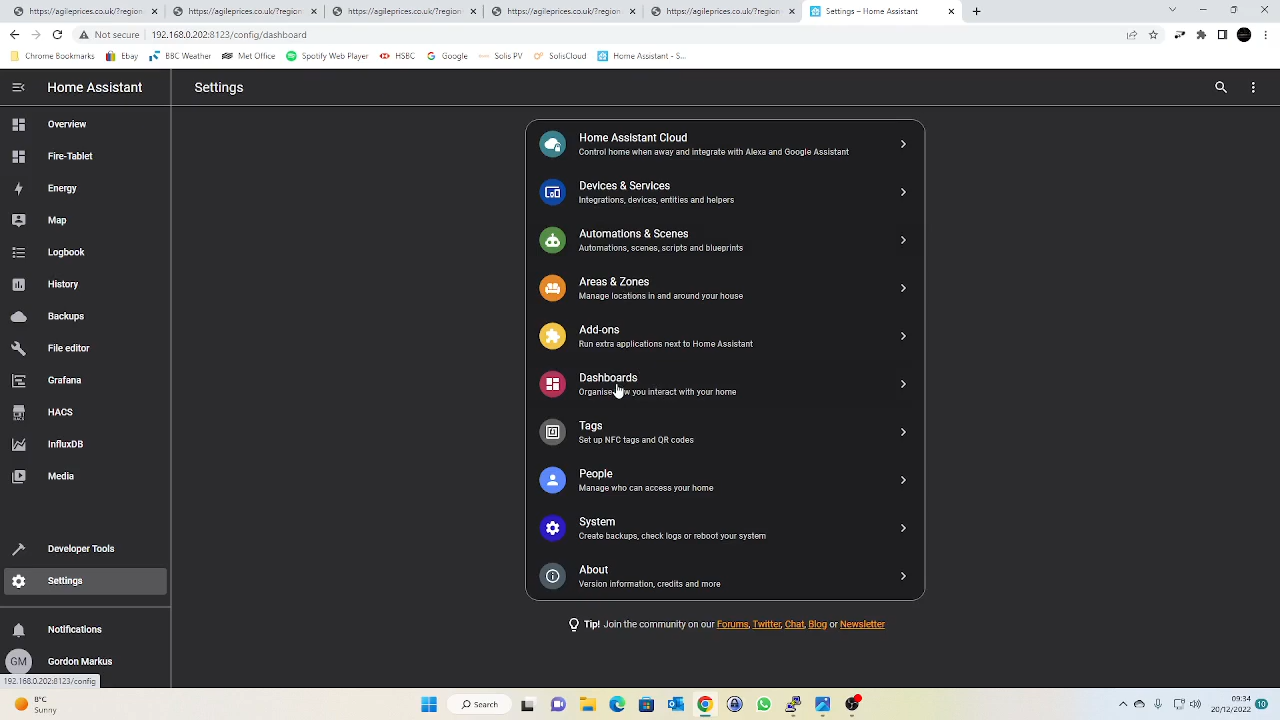 https://agileprices.co.uk/?region
https://agileprices.co.uk/?region
https://agileprices.co.uk/?region
https://agileprices.co.uk/?region
https://agileprices.co.uk/?region
Settings – Home Assistant
Not secure
192.168.0.202:8123/config/dashboard
Chrome Bookmarks
Ebay
BBC Weather
Met Office
Spotify Web Player
HSBC
Google
Solis PV
SolisCloud
Home Assistant - S...
Home Assistant
Settings
Overview
Fire-Tablet
Energy
Map
Logbook
History
Backups
File editor
Grafana
HACS
InfluxDB
Media
Developer Tools
Settings
Notifications
GM
Gordon Markus
192.168.0.202:8123/config
Home Assistant Cloud
Control home when away and integrate with Alexa and Google Assistant
Devices & Services
Integrations, devices, entities and helpers
Automations & Scenes
Automations, scenes, scripts and blueprints
Areas & Zones
Manage locations in and around your house
Add-ons
Run extra applications next to Home Assistant
Dashboards
Organise how you interact with your home
Tags
Set up NFC tags and QR codes
People
Manage who can access your home
System
Create backups, check logs or reboot your system
About
Version information, credits and more
Tip! Join the community on our Forums, Twitter, Chat, Blog or Newsletter
8°C
Sunny
Search
09:34
20/12/2022
10